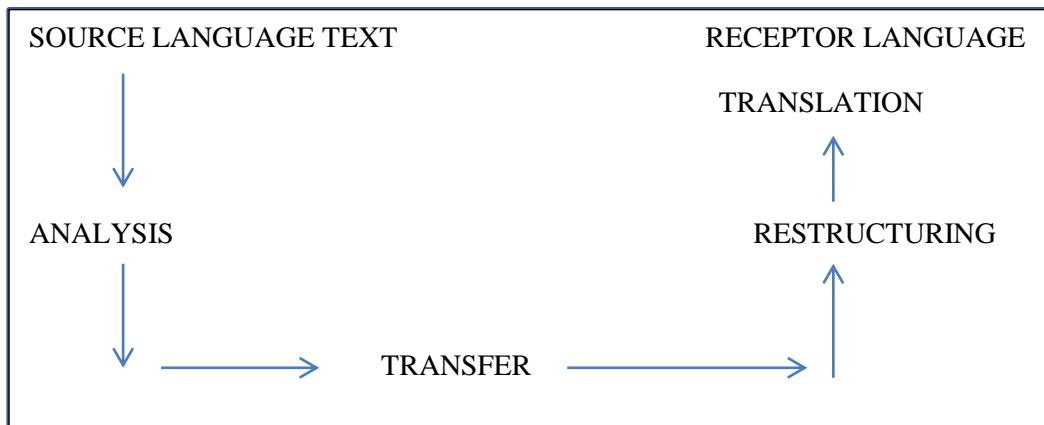 SOURCE LANGUAGE TEXT
RECEPTOR LANGUAGE
TRANSLATION
ANALYSIS
RESTRUCTURING
TRANSFER